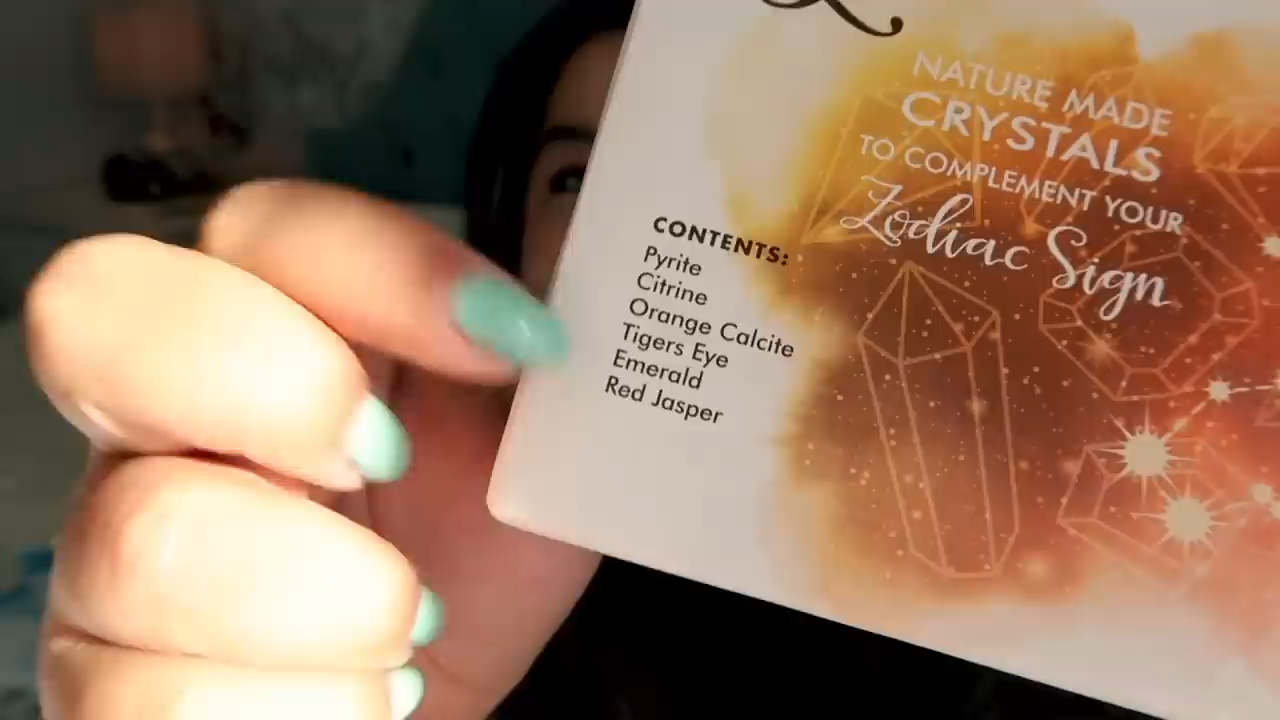 NATURE MADE
CRYSTALS
TO COMPLEMENT YOUR
Zodiac Sign
CONTENTS:
Pyrite
Citrine
Orange Calcite
Tigers Eye
Emerald
Red Jasper